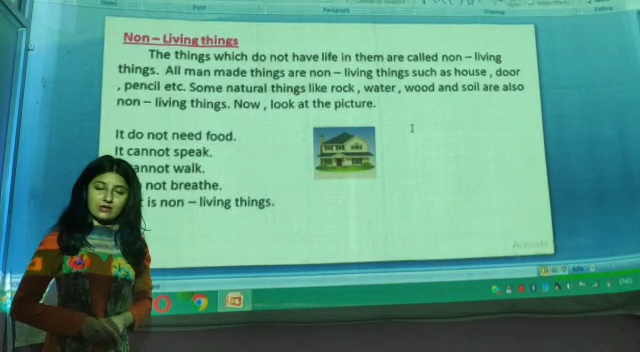 Non – Living things
The things which do not have life in them are called non – living
things. All man made things are non – living things such as house , door
, pencil etc. Some natural things like rock , water , wood and soil are also
non – living things. Now , look at the picture.
It do not need food.
It cannot speak.
annot walk.
not breathe.
is non – living things.
Activate
ENG